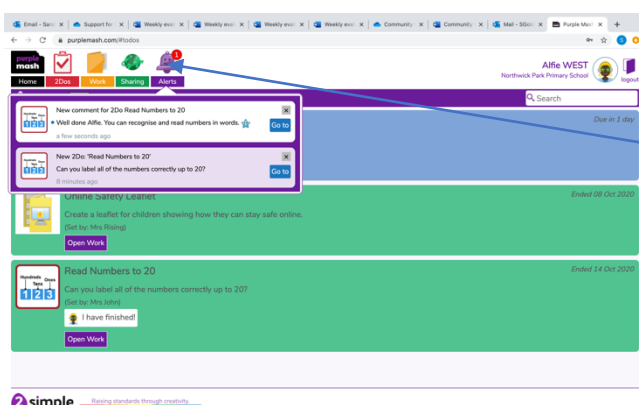 Email - Sand
Support for
Weekly eval
Weekly eval
Weekly eval
Weekly eval
Community
Community
Mail - SGior
Purple Mash
purplemash.com/#todos
purple
mash
1
Alfie WEST
Northwick Park Primary School
logout
Home 2Dos Work Sharing Alerts
Search
New comment for 2Do Read Numbers to 20
Well done Alfie. You can recognise and read numbers in words.
a few seconds ago
Go to
New 2Do: 'Read Numbers to 20'
Can you label all of the numbers correctly up to 20?
8 minutes ago
Go to
Due in 1 day
Online Safety Leaflet
Ended 08 Oct 2020
Create a leaflet for children showing how they can stay safe online.
(Set by: Mrs Rixing)
Open Work
Hundreds Tens Ones
1 2 3
Read Numbers to 20
Ended 14 Oct 2020
Can you label all of the numbers correctly up to 20?
(Set by: Mrs John)
I have finished!
Open Work
2simple
Raising standards through creativity